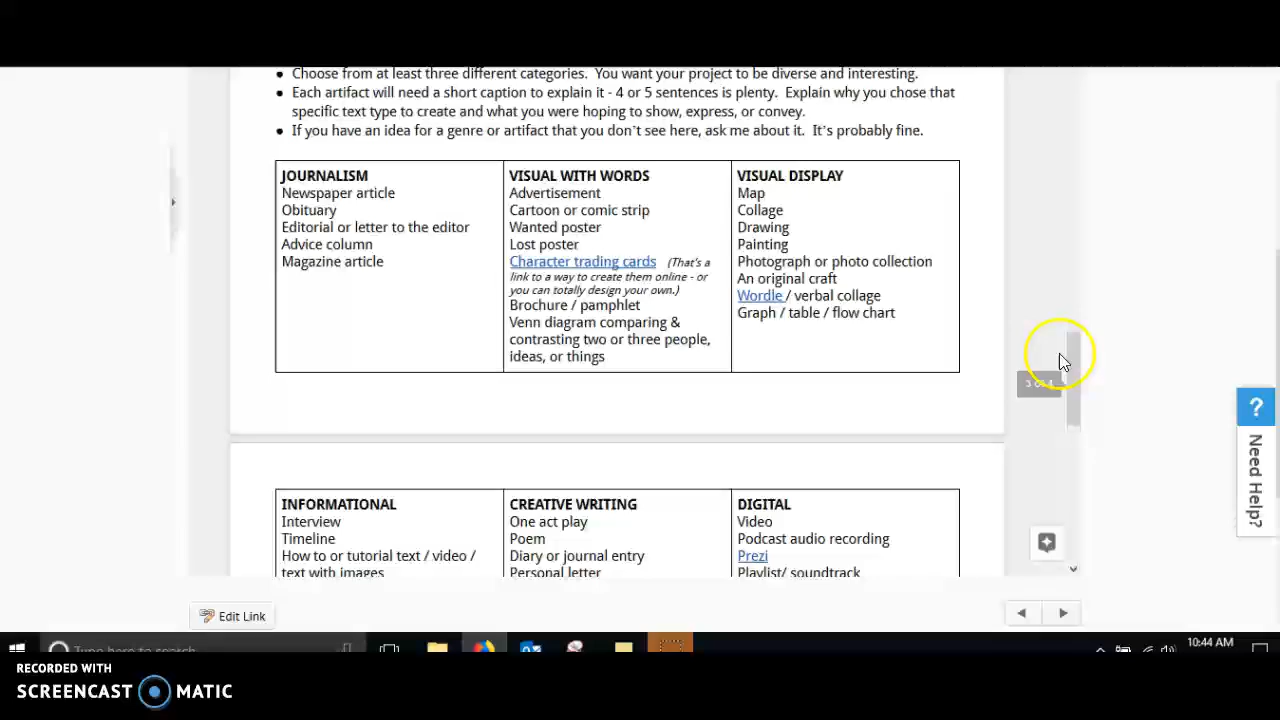 ● Choose from at least three different categories. You want your project to be diverse and interesting.
● Each artifact will need a short caption to explain it - 4 or 5 sentences is plenty. Explain why you chose that
specific text type to create and what you were hoping to show, express, or convey.
● If you have an idea for a genre or artifact that you don't see here, ask me about it. It's probably fine.
JOURNALISM
Newspaper article
Obituary
Editorial or letter to the editor
Advice column
Magazine article
VISUAL WITH WORDS
Advertisement
Cartoon or comic strip
Wanted poster
Lost poster
Character trading cards (That's a
link to a way to create them online - or
you can totally design your own.)
Brochure / pamphlet
Venn diagram comparing &
contrasting two or three people,
ideas, or things
VISUAL DISPLAY
Map
Collage
Drawing
Painting
Photograph or photo collection
An original craft
Wordle / verbal collage
Graph / table / flow chart
INFORMATIONAL
Interview
Timeline
How to or tutorial text / video /
text with images
CREATIVE WRITING
One act play
Poem
Diary or journal entry
Personal letter
DIGITAL
Video
Podcast audio recording
Prezi
Playlist/ soundtrack
? Need Help?
Edit Link
Type here to search
10:44 AM
RECORDED WITH
SCREENCAST MATIC